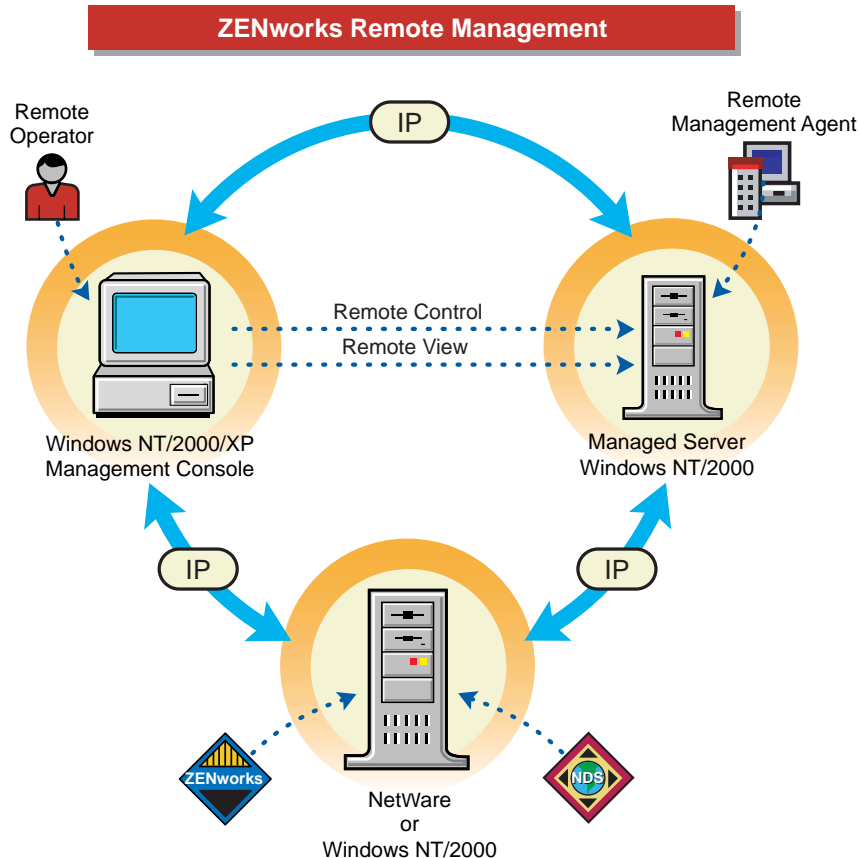 ZENworks Remote Management
IP
Remote
Operator
Remote
Management Agent
Remote Control
Remote View
Windows NT/2000/XP
Management Console
Managed Server
Windows NT/2000
IP
IP
ZENworks
NDS
NetWare
or
Windows NT/2000